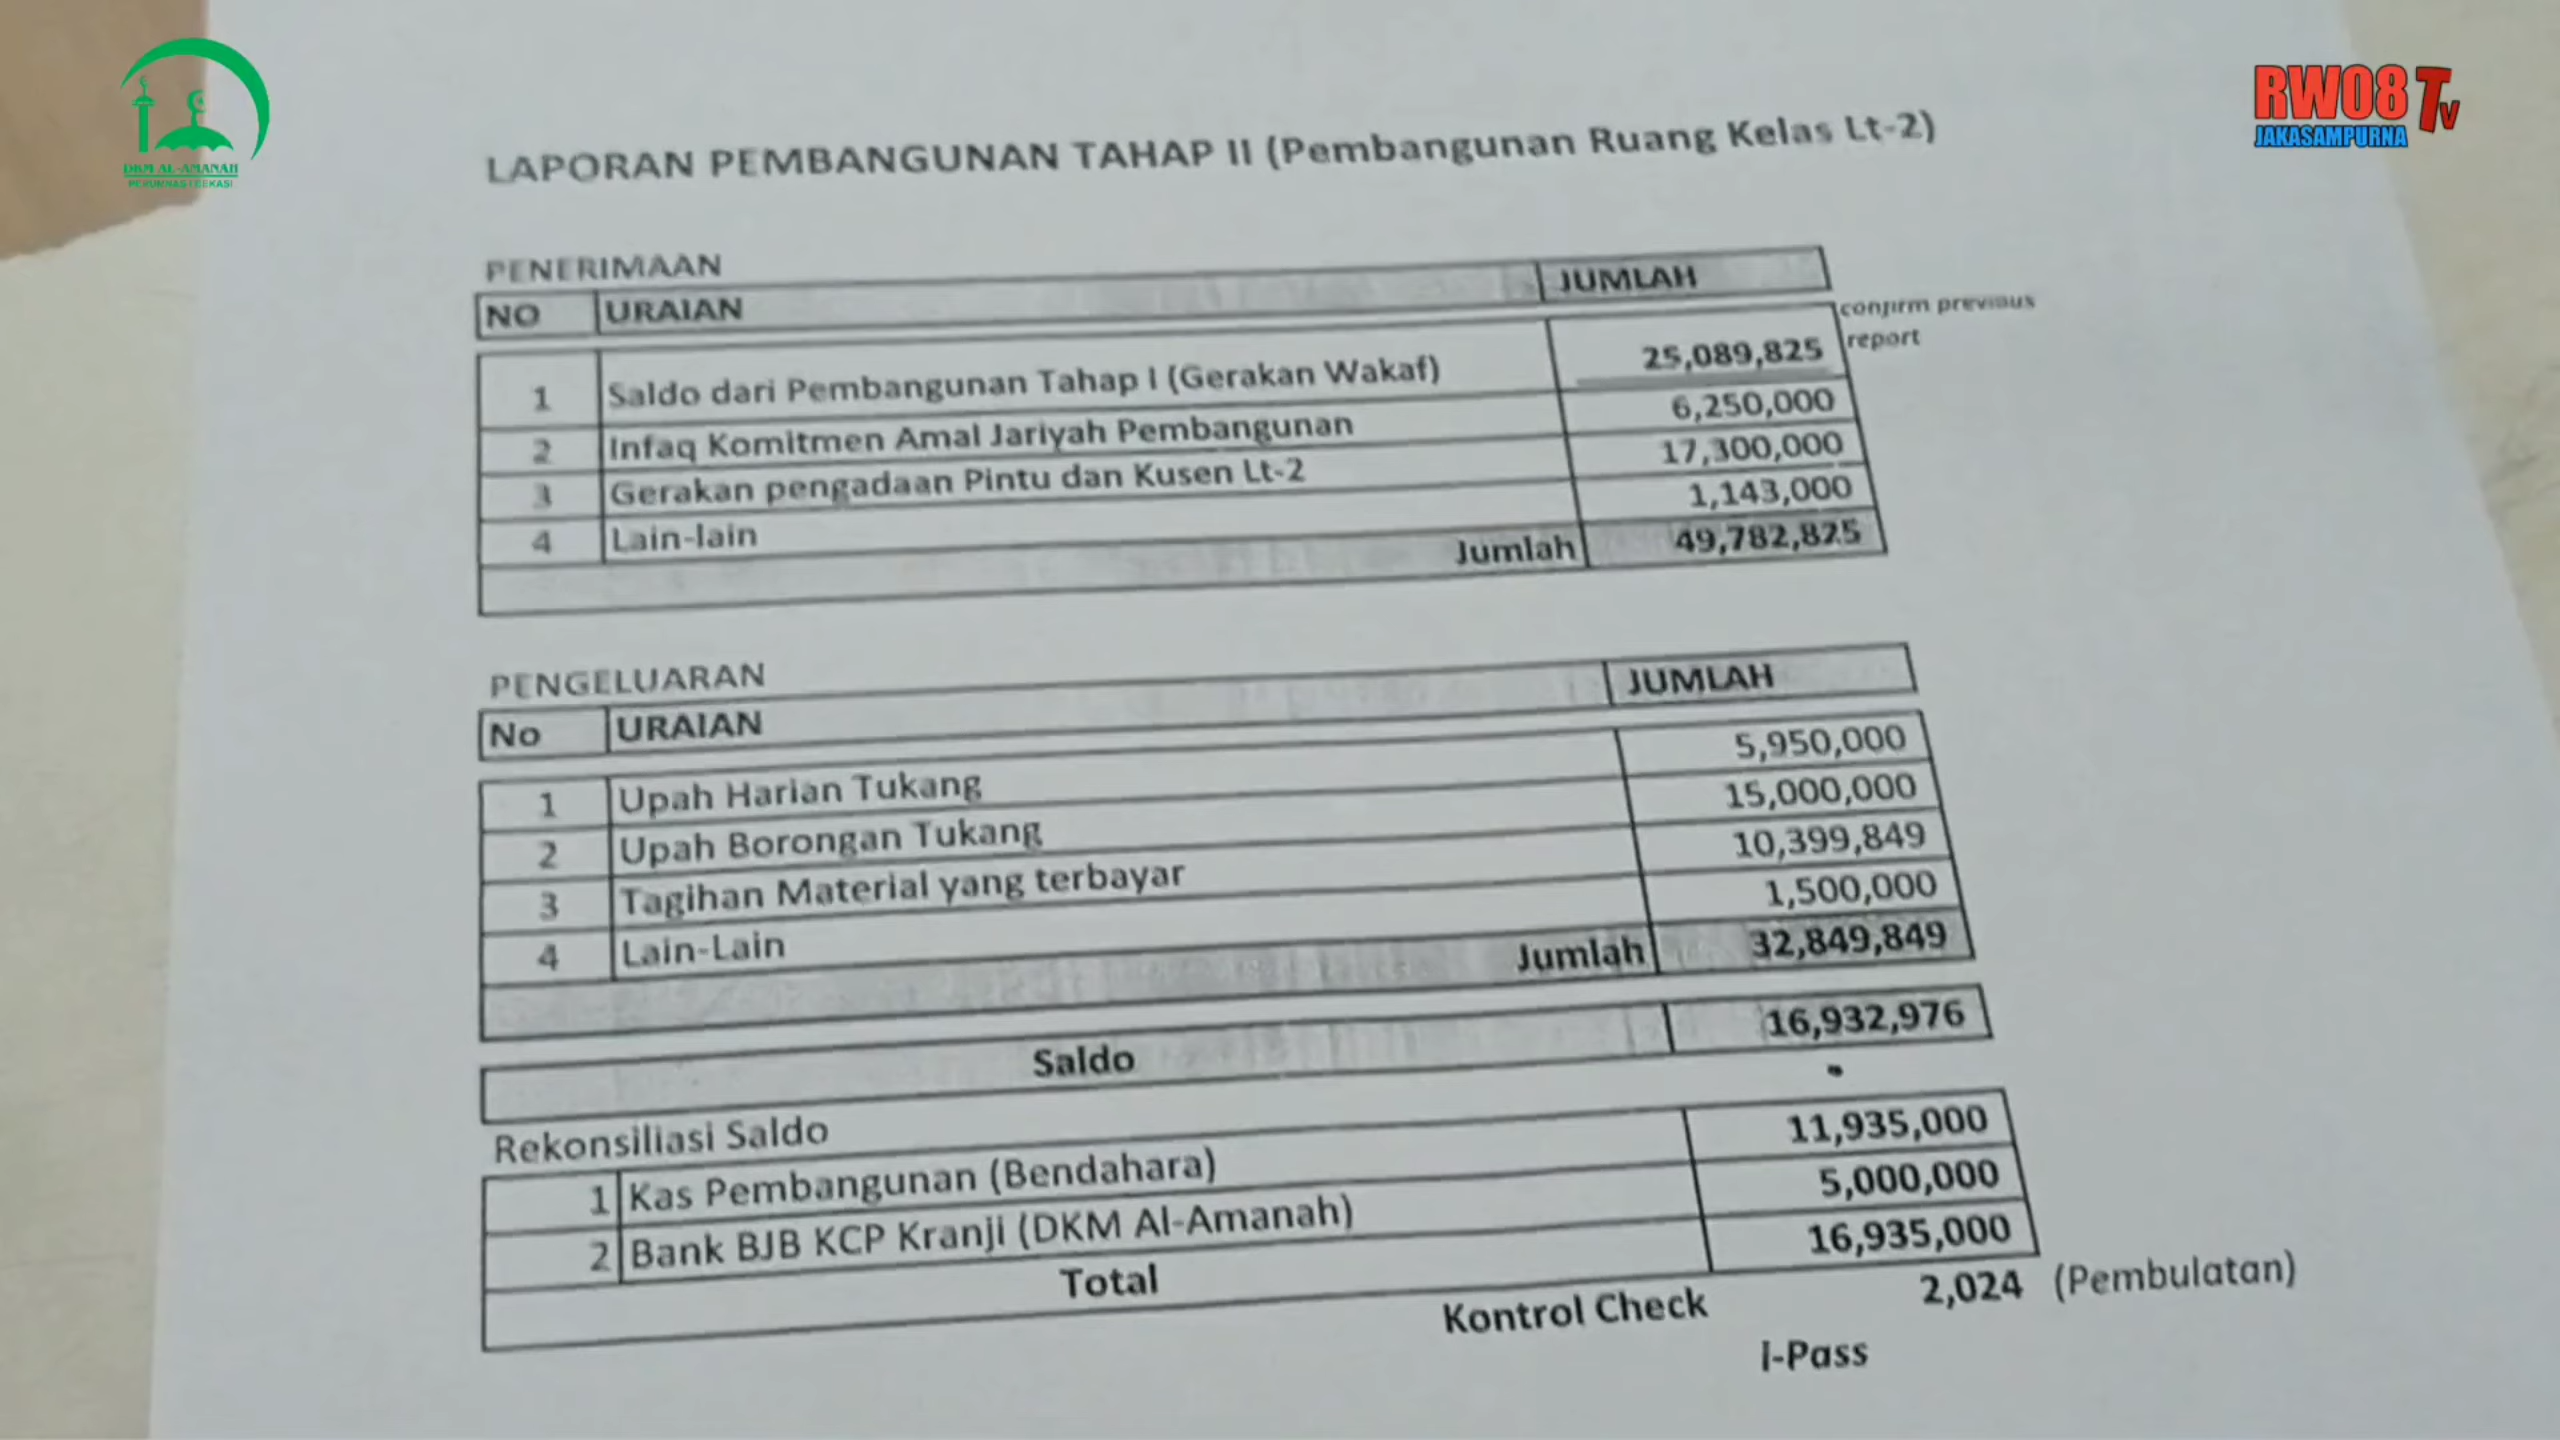 DKM AL-AMANAH
PERUMNAS I BEKASI
RW08 Tv
JAKASAMPURNA
LAPORAN PEMBANGUNAN TAHAP II (Pembangunan Ruang Kelas Lt-2)
PENERIMAAN
NO URAIAN JUMLAH
1 Saldo dari Pembangunan Tahap I (Gerakan Wakaf) 25,089,825 confirm previous report
2 Infaq Komitmen Amal Jariyah Pembangunan 6,250,000
3 Gerakan pengadaan Pintu dan Kusen Lt-2 17,300,000
4 Lain-lain 1,143,000
Jumlah 49,782,825
PENGELUARAN
No URAIAN JUMLAH
1 Upah Harian Tukang 5,950,000
2 Upah Borongan Tukang 15,000,000
3 Tagihan Material yang terbayar 10,399,849
4 Lain-Lain 1,500,000
Jumlah 32,849,849
Saldo 16,932,976
Rekonsiliasi Saldo
1 Kas Pembangunan (Bendahara) 11,935,000
2 Bank BJB KCP Kranji (DKM Al-Amanah) 5,000,000
Total 16,935,000
Kontrol Check 2,024 (Pembulatan)
I-Pass